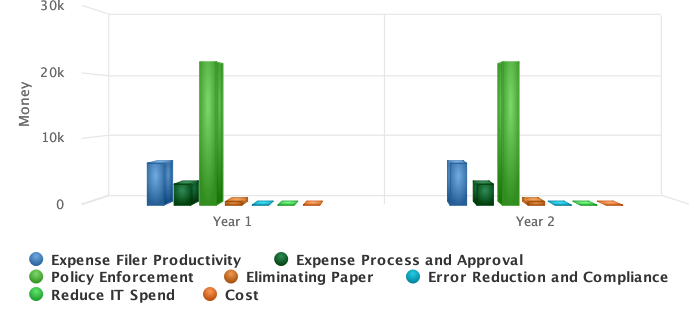 30k
20k
10k
0
Money
Year 1 Year 2
Expense Filer Productivity Expense Process and Approval
Policy Enforcement Eliminating Paper Error Reduction and Compliance
Reduce IT Spend Cost